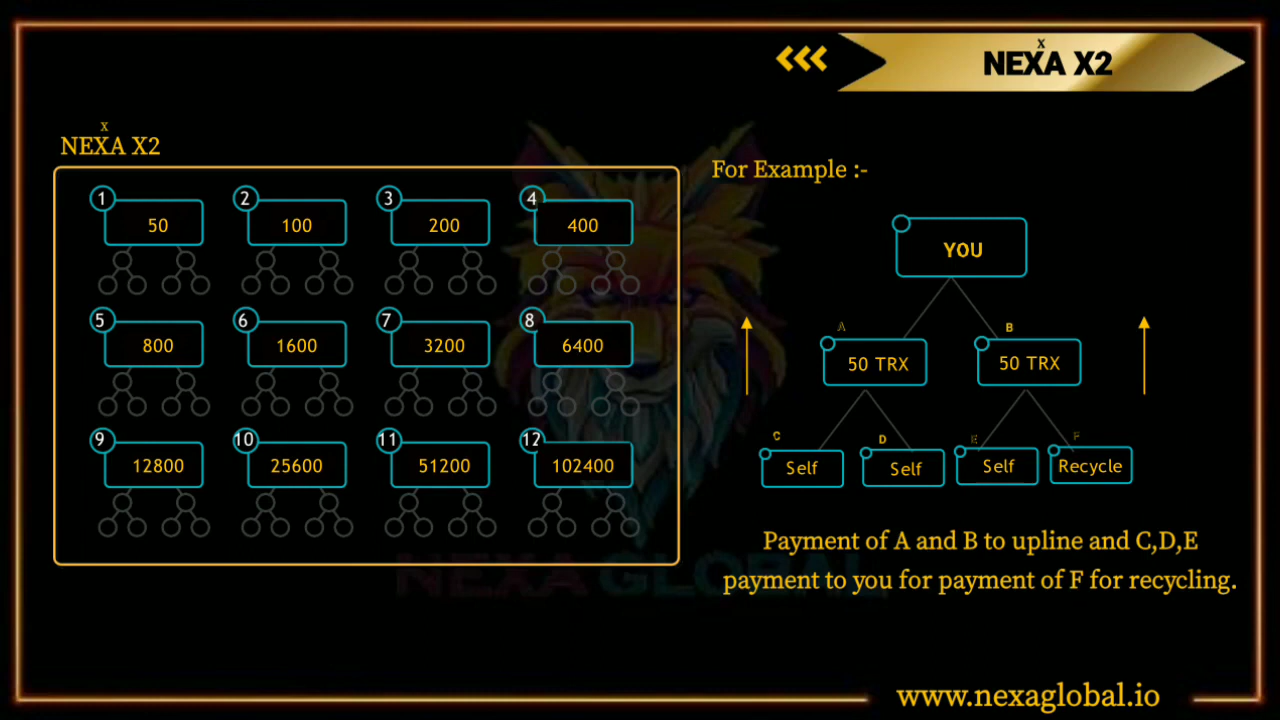 x
NEXA X2
x
NEXA X2
For Example :-
1 2 3 4
50 100 200 400
5 6 7 8
800 1600 3200 6400
9 10 11 12
12800 25600 51200 102400
YOU
A B
50 TRX 50 TRX
C D E F
Self Self Self Recycle
Payment of A and B to upline and C,D,E
payment to you for payment of F for recycling.
NEXA GLOBAL
www.nexaglobal.io